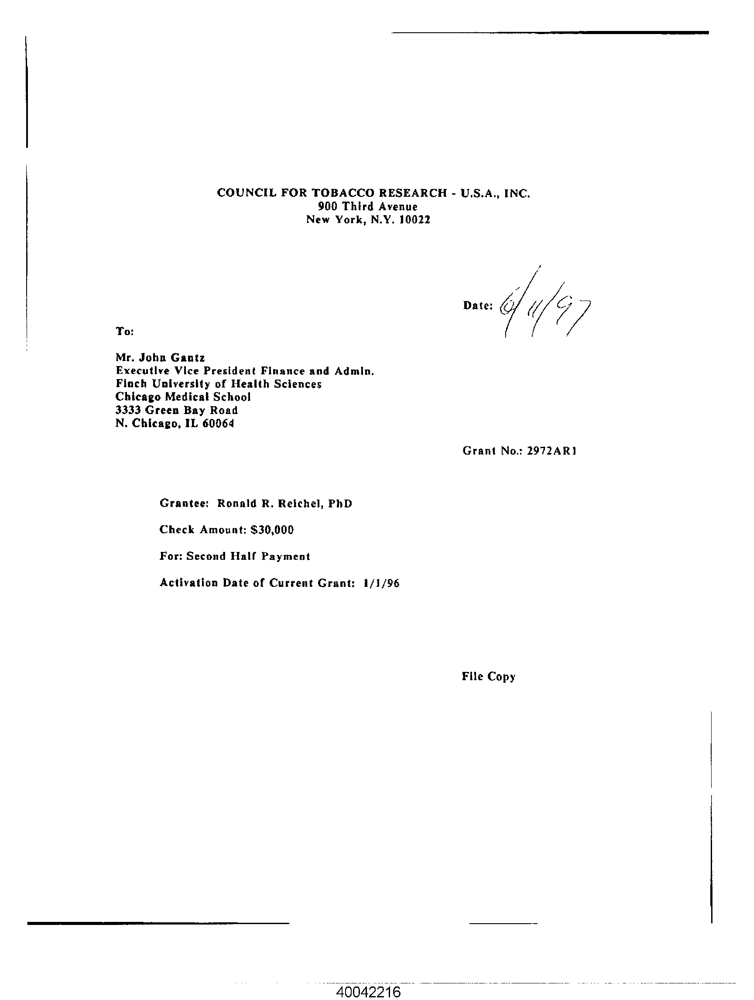 COUNCIL FOR TOBACCO RESEARCH - U.S.A., INC.
900 Third Avenue
New York, N.Y. 10022
Date: 6/11/97
To:
Mr. John Gantz
Executive Vice President Finance and Admin.
Finch University of Health Sciences
Chicago Medical School
3333 Green Bay Road
N. Chicago, IL 60064
Grant No.: 2972AR1
Grantee: Ronald R. Reichel, PhD
Check Amount: $30,000
For: Second Half Payment
Activation Date of Current Grant: 1/1/96
File Copy
40042216